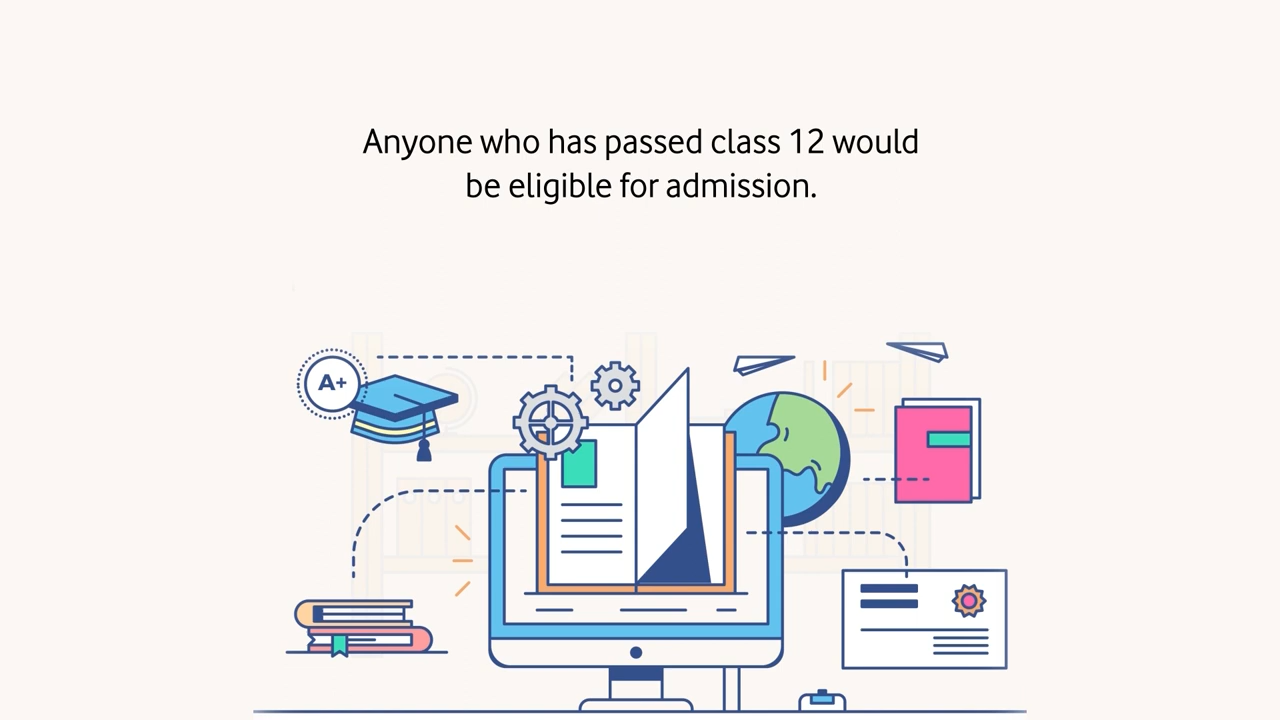 Anyone who has passed class 12 would
be eligible for admission.
A+